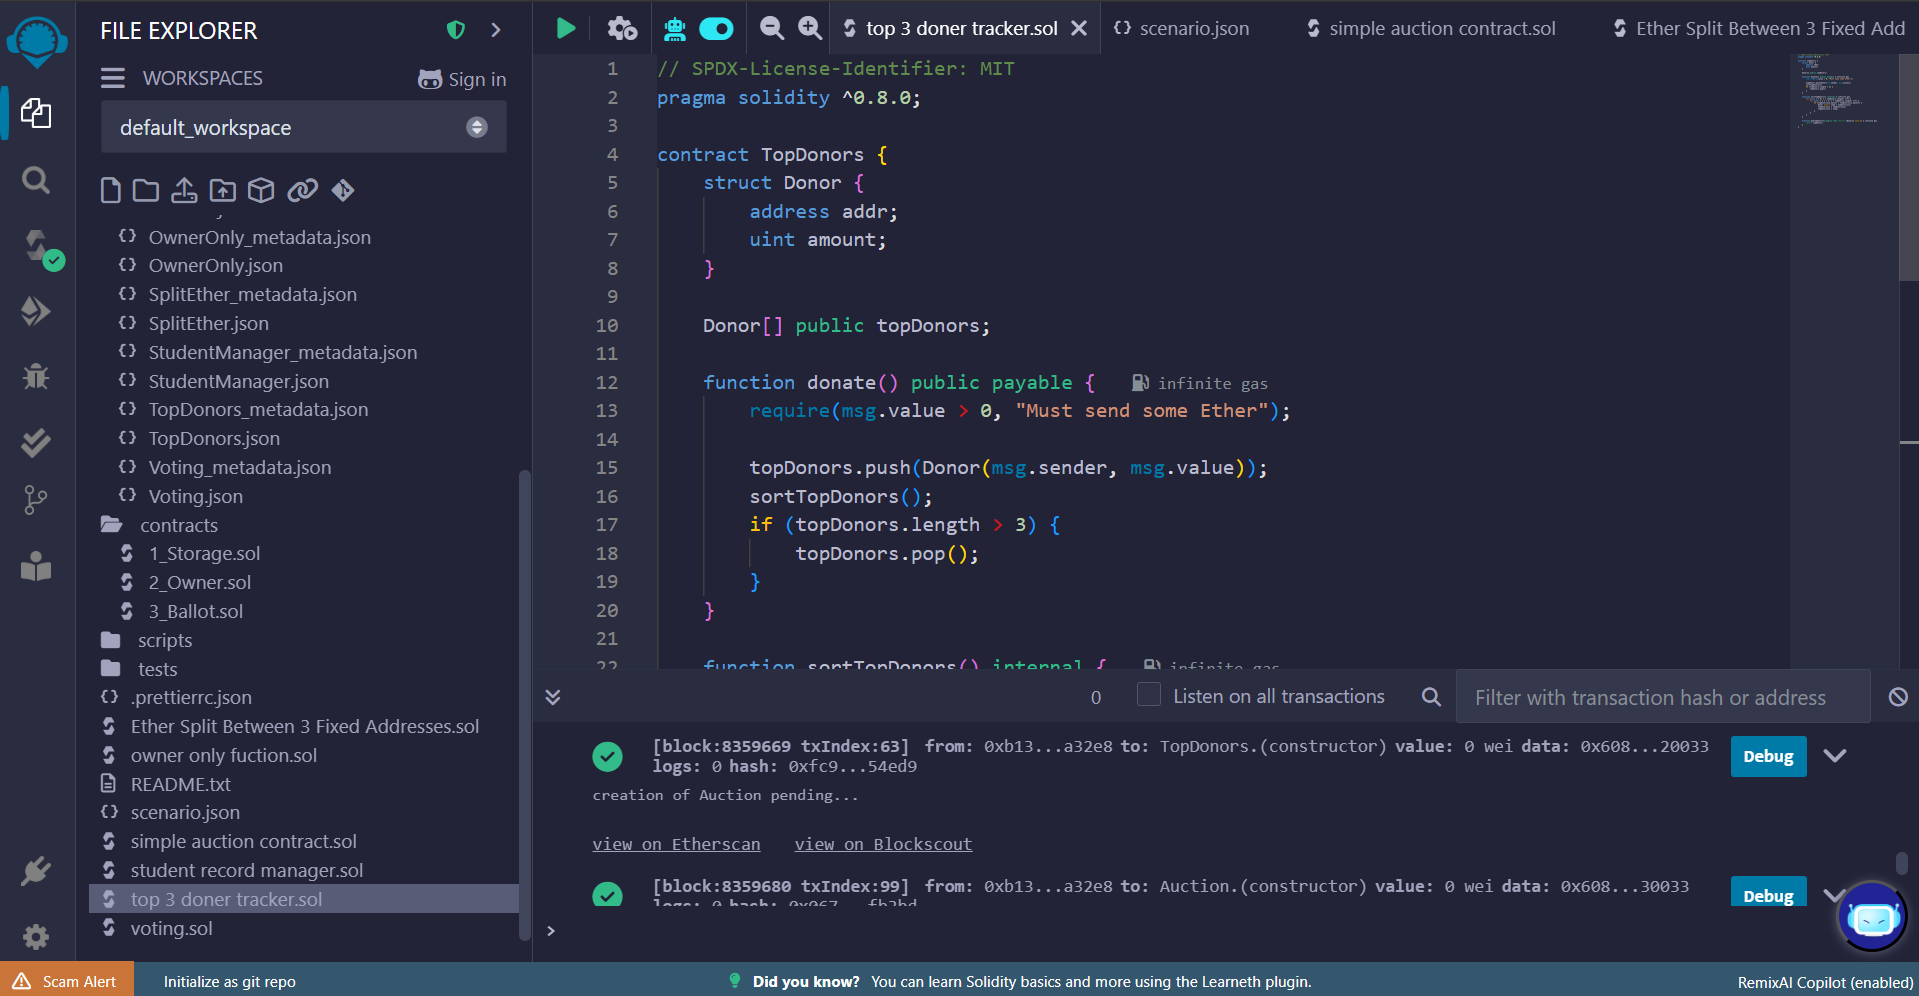 FILE EXPLORER
WORKSPACES
Sign in
default_workspace
OwnerOnly_metadata.json
OwnerOnly.json
SplitEther_metadata.json
SplitEther.json
StudentManager_metadata.json
StudentManager.json
TopDonors_metadata.json
TopDonors.json
Voting_metadata.json
Voting.json
contracts
1_Storage.sol
2_Owner.sol
3_Ballot.sol
scripts
tests
.prettierrc.json
Ether Split Between 3 Fixed Addresses.sol
owner only fuction.sol
README.txt
scenario.json
simple auction contract.sol
student record manager.sol
top 3 doner tracker.sol
voting.sol
top 3 doner tracker.sol
scenario.json
simple auction contract.sol
Ether Split Between 3 Fixed Add
1 // SPDX-License-Identifier: MIT
2 pragma solidity ^0.8.0;
3
4 contract TopDonors {
5 struct Donor {
6 address addr;
7 uint amount;
8 }
9
10 Donor[] public topDonors;
11
12 function donate() public payable { infinite gas
13 require(msg.value > 0, "Must send some Ether");
14
15 topDonors.push(Donor(msg.sender, msg.value));
16 sortTopDonors();
17 if (topDonors.length > 3) {
18 topDonors.pop();
19 }
20 }
21
22 function sortTopDonors() internal { infinite gas
0
Listen on all transactions
Filter with transaction hash or address
[block:8359669 txIndex:63] from: 0xb13...a32e8 to: TopDonors.(constructor) value: 0 wei data: 0x608...20033
logs: 0 hash: 0xfc9...54ed9
Debug
creation of Auction pending...
view on Etherscan view on Blockscout
[block:8359680 txIndex:99] from: 0xb13...a32e8 to: Auction.(constructor) value: 0 wei data: 0x608...30033
logs: 0 hash:
Debug
>
Scam Alert
Initialize as git repo
Did you know? You can learn Solidity basics and more using the Learneth plugin.
RemixAI Copilot (enabled)